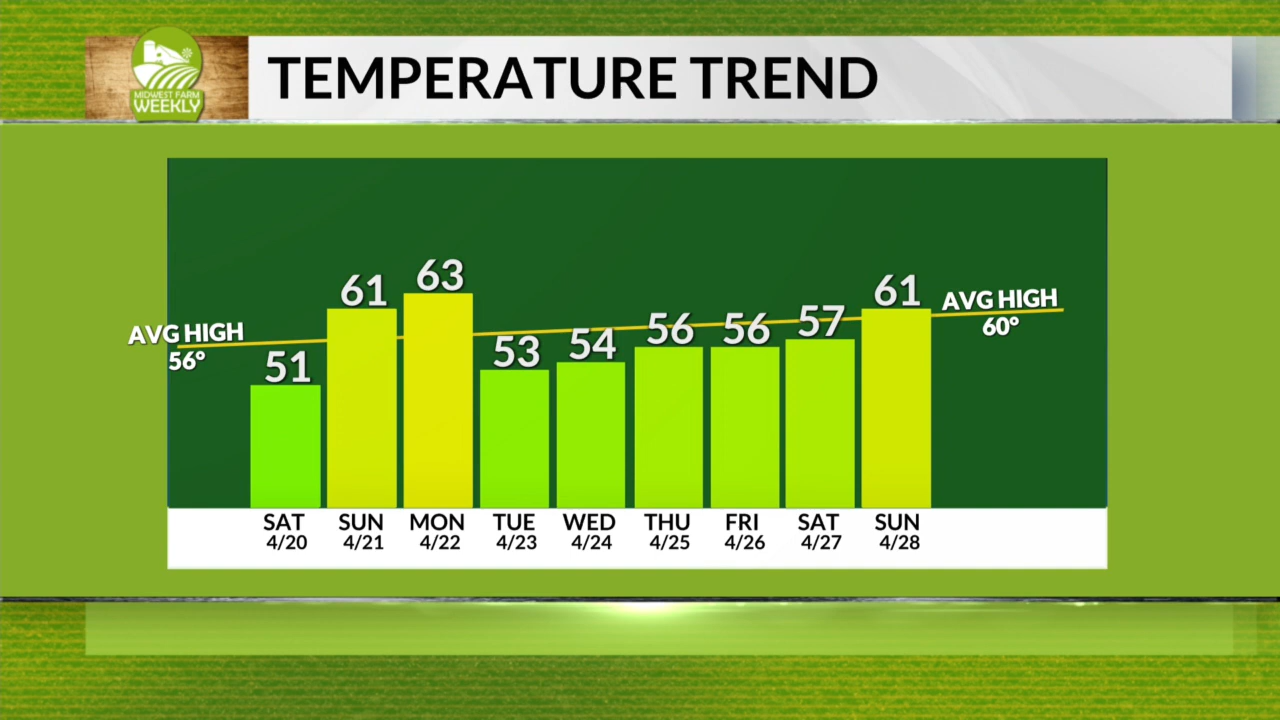 MIDWEST FARM
WEEKLY
TEMPERATURE TREND
AVG HIGH
56°
51
61
63
53
54
56
56
57
61
AVG HIGH
60°
SAT
4/20
SUN
4/21
MON
4/22
TUE
4/23
WED
4/24
THU
4/25
FRI
4/26
SAT
4/27
SUN
4/28